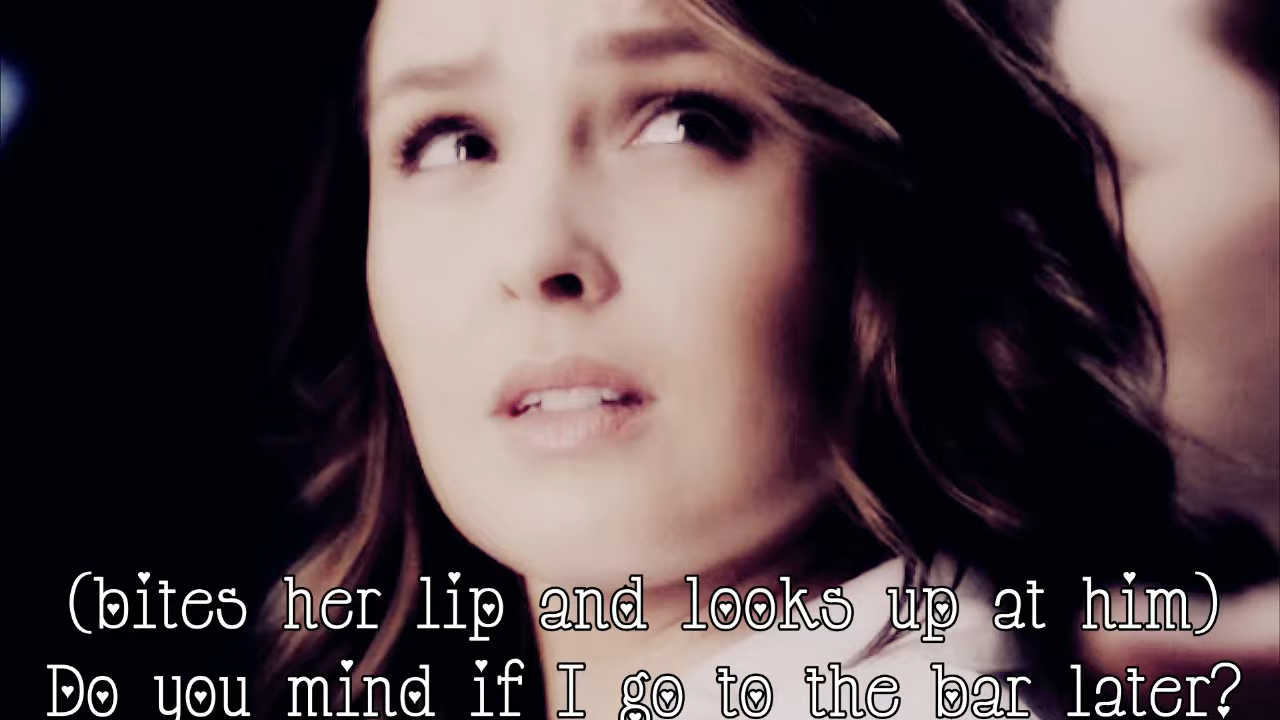 (bites her lip and looks up at him)
Do you mind if I go to the bar later?